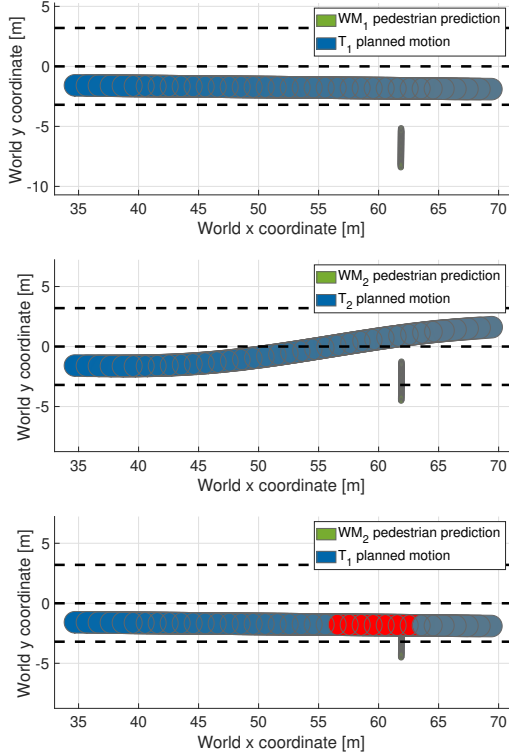 World y coordinate [m]
5
0
-5
-10
WM1 pedestrian prediction
T1 planned motion
35 40 45 50 55 60 65 70
World x coordinate [m]
World y coordinate [m]
5
0
-5
WM2 pedestrian prediction
T2 planned motion
35 40 45 50 55 60 65 70
World x coordinate [m]
World y coordinate [m]
5
0
-5
WM2 pedestrian prediction
T1 planned motion
35 40 45 50 55 60 65 70
World x coordinate [m]